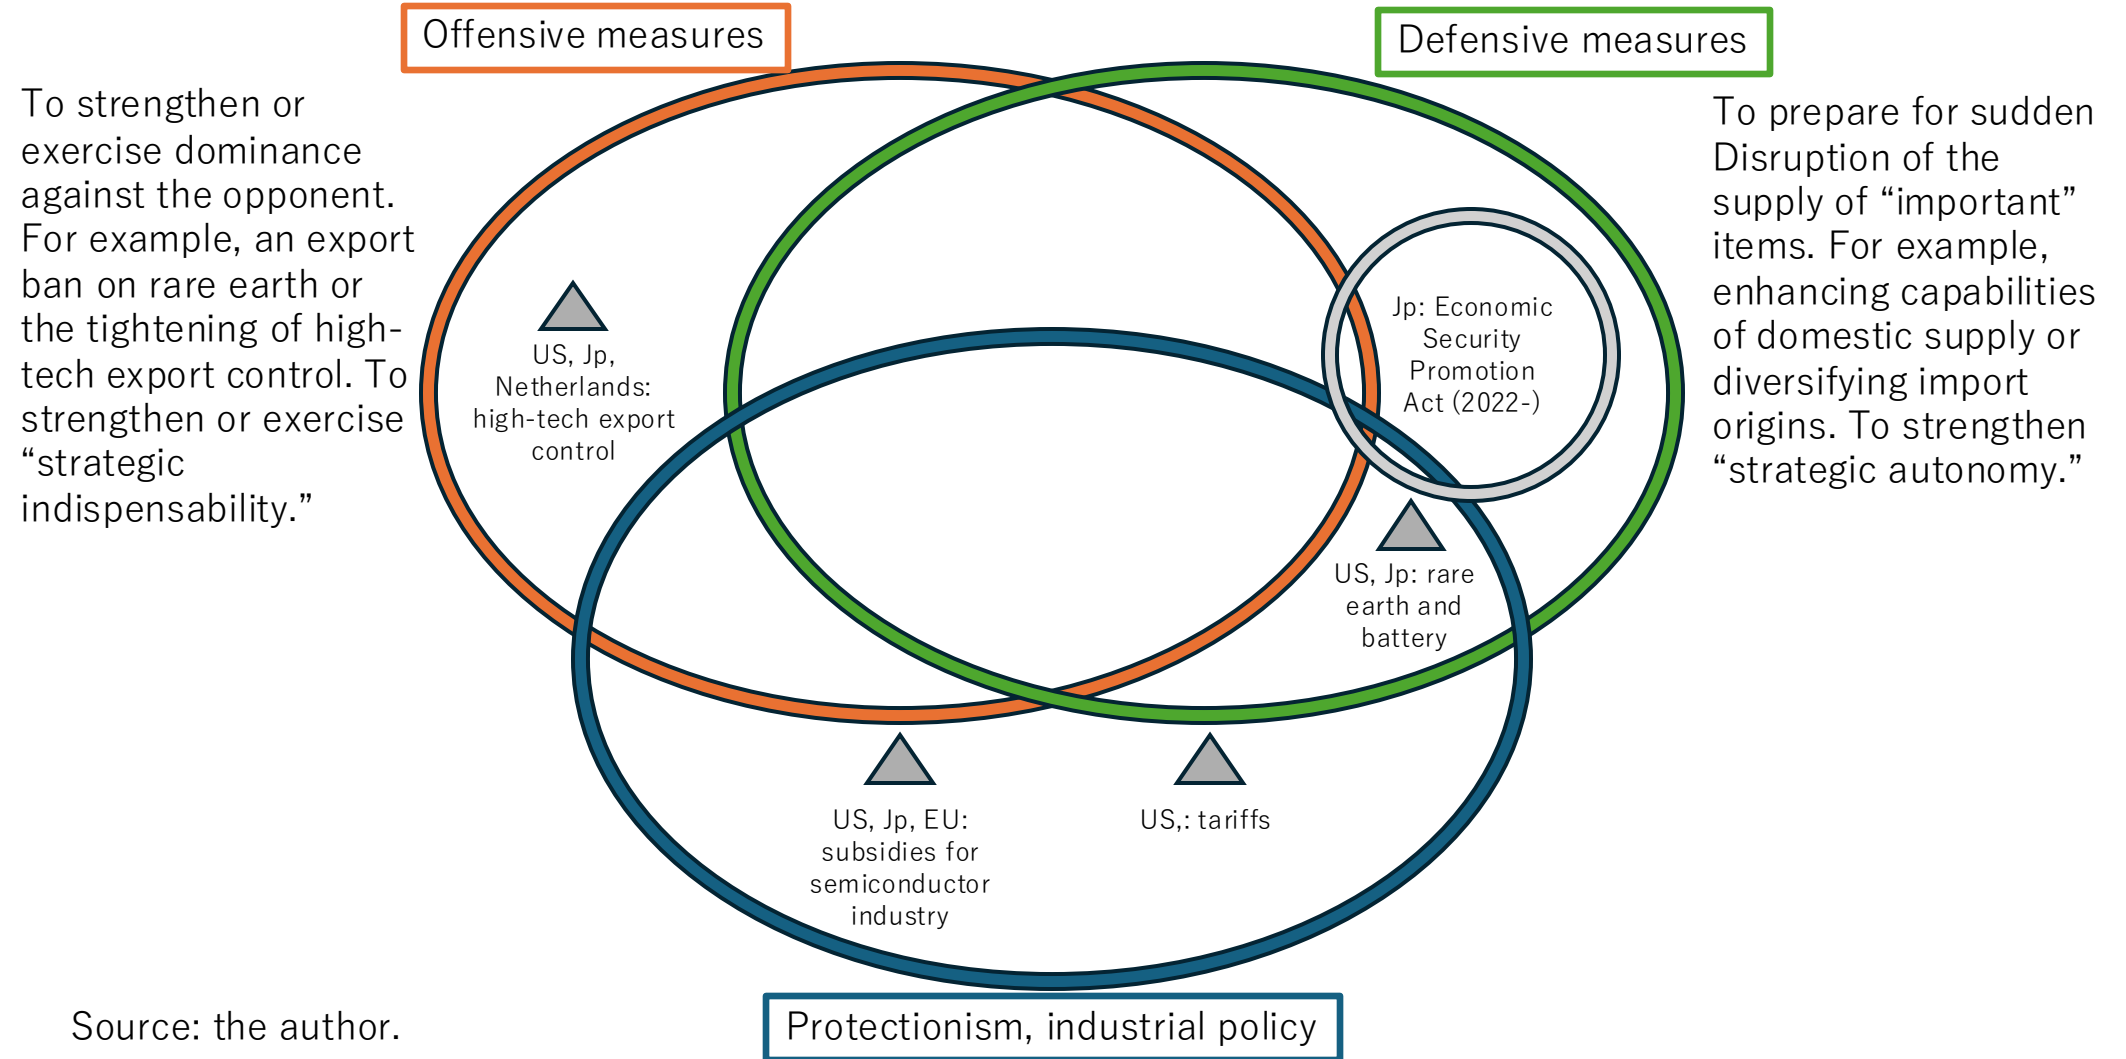 Offensive measures
Defensive measures
To strengthen or
exercise dominance
against the opponent.
For example, an export
ban on rare earth or
the tightening of high-
tech export control. To
strengthen or exercise
“strategic
indispensability.”
To prepare for sudden
Disruption of the
supply of “important”
items. For example,
enhancing capabilities
of domestic supply or
diversifying import
origins. To strengthen
“strategic autonomy.”
US, Jp,
Netherlands:
high-tech export
control
Jp: Economic
Security
Promotion
Act (2022-)
US, Jp: rare
earth and
battery
US, Jp, EU:
subsidies for
semiconductor
industry
US,: tariffs
Protectionism, industrial policy
Source: the author.